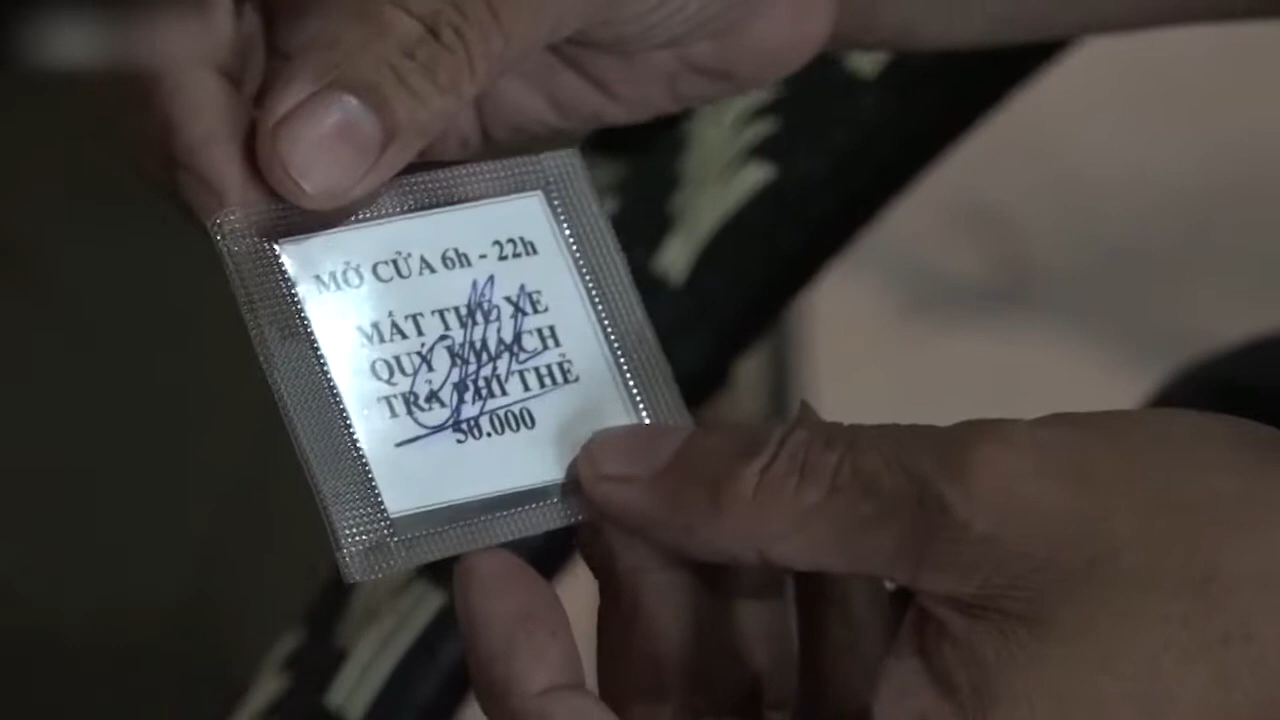 MỞ CỬA 6h - 22h
MẤT THẺ XE
QUÝ KHÁCH
TRẢ PHÍ THẺ
50.000